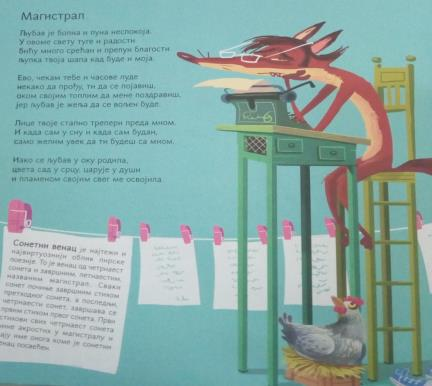 Магистрал
Љубав је болна и пуна неспокоја.
У овоме свету туге и радости
бићу много срећан и препун благости
љупка твоја шапа кад буде и моја.
Ево, чекам тебе и часове луде
некако да прођу, ти да се појавиш,
оком својим топлим да мене поздравиш,
јер љубав је жеља да се вољен буде.
Лице твоје стално трепери преда мном.
И када сам у сну и када сам будан,
само желим увек да ти будеш са мном.
Иако се љубав у оку родила,
цвета сад у срцу, царује у души
и пламеном својим свег ме освојила.
Сонетни венац је најтежи и
највиртуознији облик лирске
поезије. То је венац од четрнаест
сонета и завршним, петнаестим,
названим магистрал. Сваки
сонет почиње завршним стихом
претходног сонета, а последњи,
четрнаести сонет, завршава се
првим стихом првог сонета. Први
стихови свих четрнаест сонета
чине акростих у магистралу и
дају име онога коме је сонетни
венац посвећен.